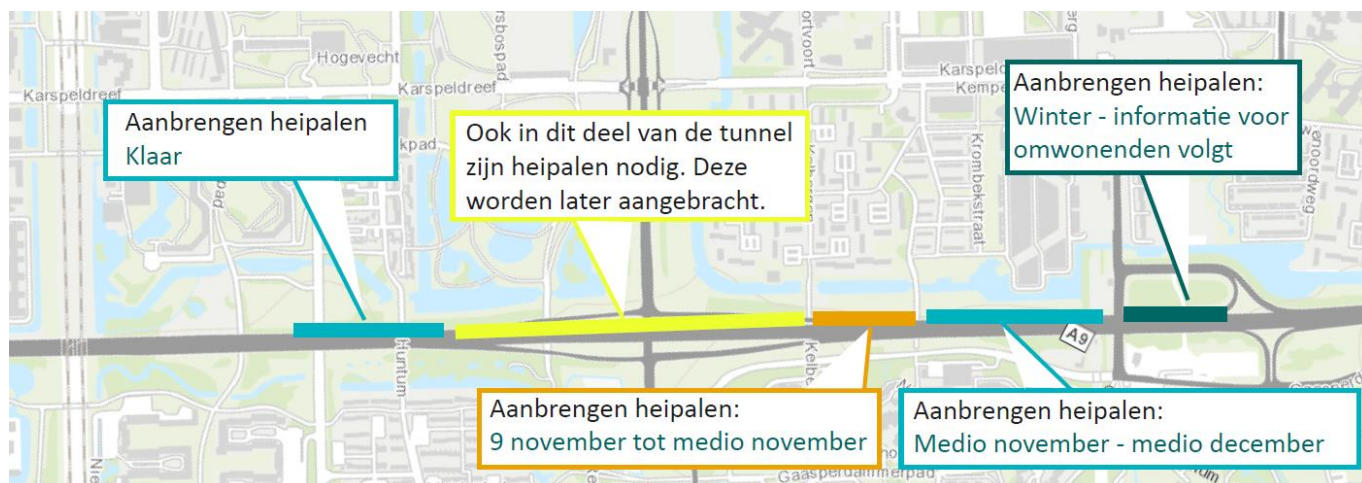 Hogevecht
Karspeldreef
Karspeldreef
Aanbrengen heipalen
Klaar
Ook in dit deel van de tunnel
zijn heipalen nodig. Deze
worden later aangebracht.
Aanbrengen heipalen:
Winter - informatie voor
omwonenden volgt
Krombekstraat
Huntum
A9
Aanbrengen heipalen:
9 november tot medio november
Aanbrengen heipalen:
Medio november - medio december
Gaasperdammerpad